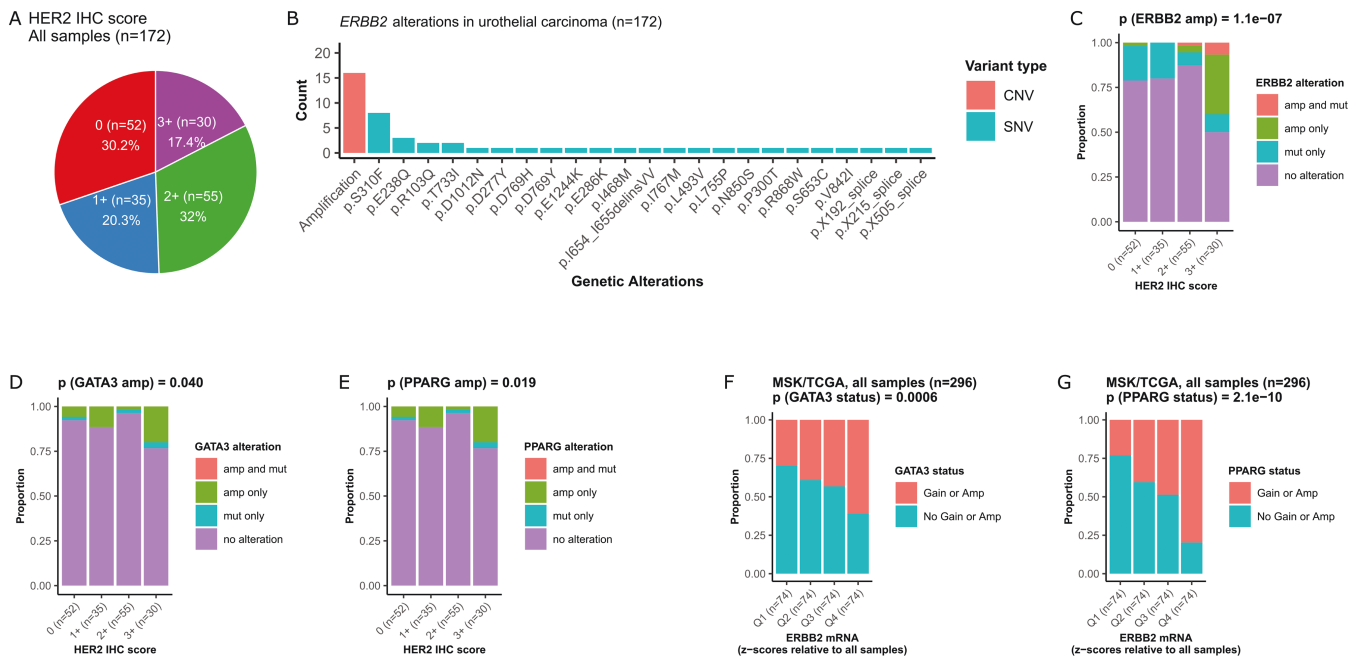 A
HER2 IHC score
All samples (n=172)
0 (n=52)
30.2%
3+ (n=30)
17.4%
1+ (n=35)
20.3%
2+ (n=55)
32%
B
ERBB2 alterations in urothelial carcinoma (n=172)
Count
20
15
10
5
0
Amplification
p.S310F
p.E238Q
p.R103Q
p.T733I
p.D1012N
p.D277Y
p.D769H
p.D769Y
p.E1244K
p.E286K
p.I468M
p.I654_I655delinsVV
p.I767M
p.L493V
p.L755P
p.N850S
p.P300T
p.R868W
p.S653C
p.V842I
p.X192_splice
p.X215_splice
p.X505_splice
Genetic Alterations
Variant type
CNV
SNV
C
p (ERBB2 amp) = 1.1e−07
Proportion
1.00
0.75
0.50
0.25
0.00
0 (n=52)
1+ (n=35)
2+ (n=55)
3+ (n=30)
HER2 IHC score
ERBB2 alteration
amp and mut
amp only
mut only
no alteration
D
p (GATA3 amp) = 0.040
Proportion
1.00
0.75
0.50
0.25
0.00
0 (n=52)
1+ (n=35)
2+ (n=55)
3+ (n=30)
HER2 IHC score
GATA3 alteration
amp and mut
amp only
mut only
no alteration
E
p (PPARG amp) = 0.019
Proportion
1.00
0.75
0.50
0.25
0.00
0 (n=52)
1+ (n=35)
2+ (n=55)
3+ (n=30)
HER2 IHC score
PPARG alteration
amp and mut
amp only
mut only
no alteration
F
MSK/TCGA, all samples (n=296)
p (GATA3 status) = 0.0006
Proportion
1.00
0.75
0.50
0.25
0.00
Q1 (n=74)
Q2 (n=74)
Q3 (n=74)
Q4 (n=74)
ERBB2 mRNA
(z−scores relative to all samples)
GATA3 status
Gain or Amp
No Gain or Amp
G
MSK/TCGA, all samples (n=296)
p (PPARG status) = 2.1e−10
Proportion
1.00
0.75
0.50
0.25
0.00
Q1 (n=74)
Q2 (n=74)
Q3 (n=74)
Q4 (n=74)
ERBB2 mRNA
(z−scores relative to all samples)
PPARG status
Gain or Amp
No Gain or Amp